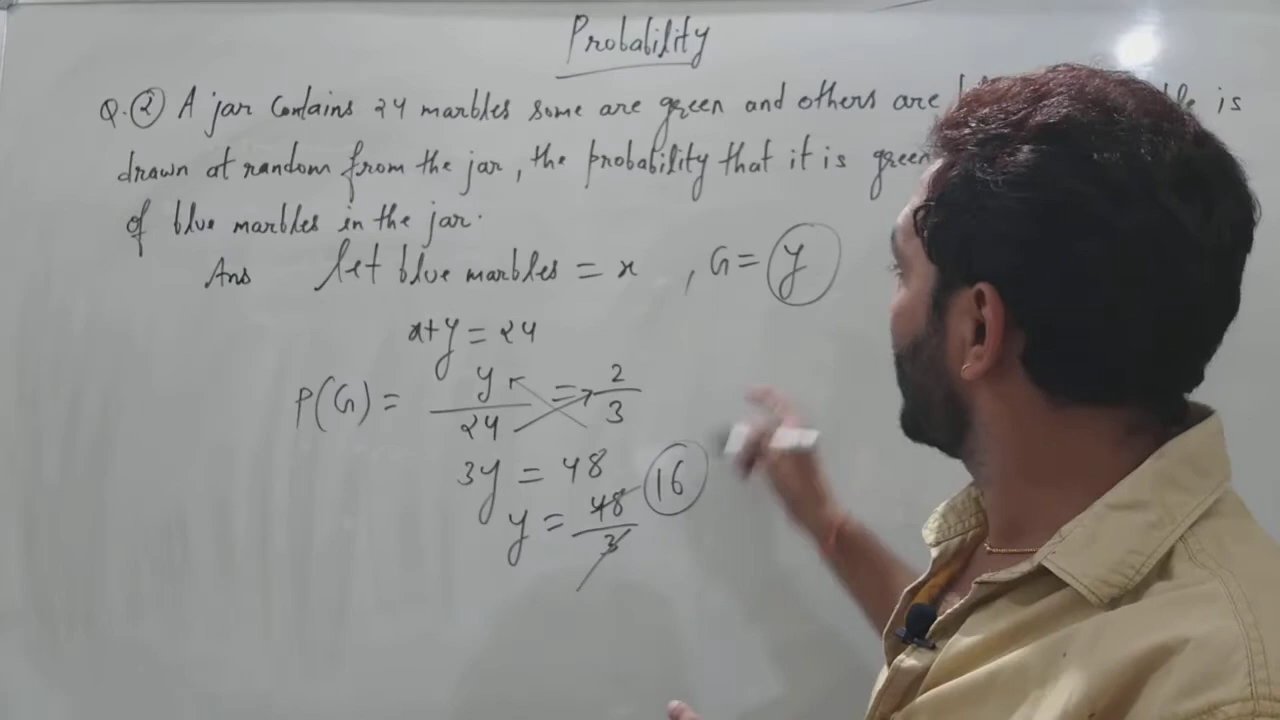 Probability
Q. 2 A jar contains 24 marbles some are green and others are is
drawn at random from the jar, the probability that it is green
of blue marbles in the jar.
Ans let blue marbles = x , G = y
x+y = 24
P(G) = y/24 = 2/3
3y = 48
y = 48/3 16